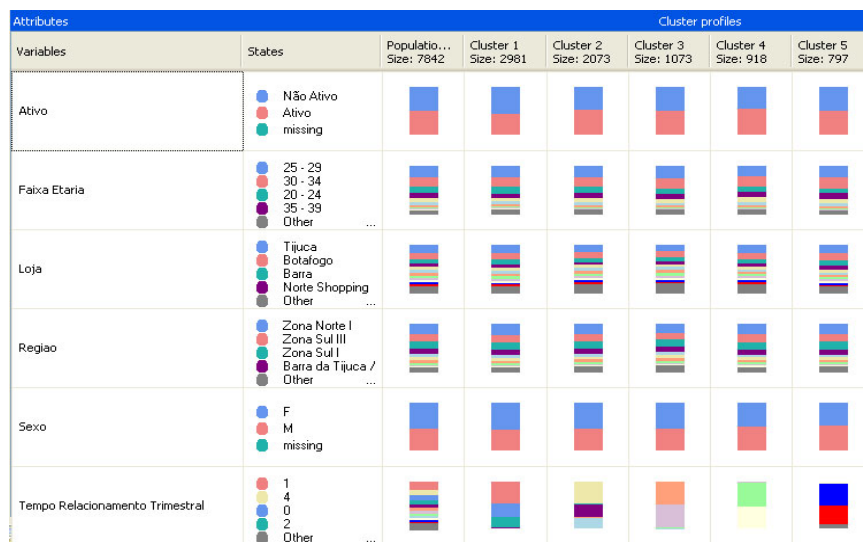 Attributes
Cluster profiles
Variables
States
Populatio...
Size: 7842
Cluster 1
Size: 2981
Cluster 2
Size: 2073
Cluster 3
Size: 1073
Cluster 4
Size: 918
Cluster 5
Size: 797
Ativo
Não Ativo
Ativo
missing
Faixa Etaria
25 - 29
30 - 34
20 - 24
35 - 39
Other ...
Loja
Tijuca
Botafogo
Barra
Norte Shopping
Other ...
Regiao
Zona Norte I
Zona Sul III
Zona Sul I
Barra da Tijuca /
Other ...
Sexo
F
M
missing
Tempo Relacionamento Trimestral
1
4
0
2
Other ...